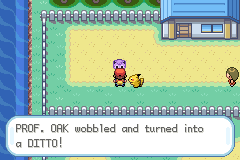 PROF. OAK wobbled and turned into
a DITTO!